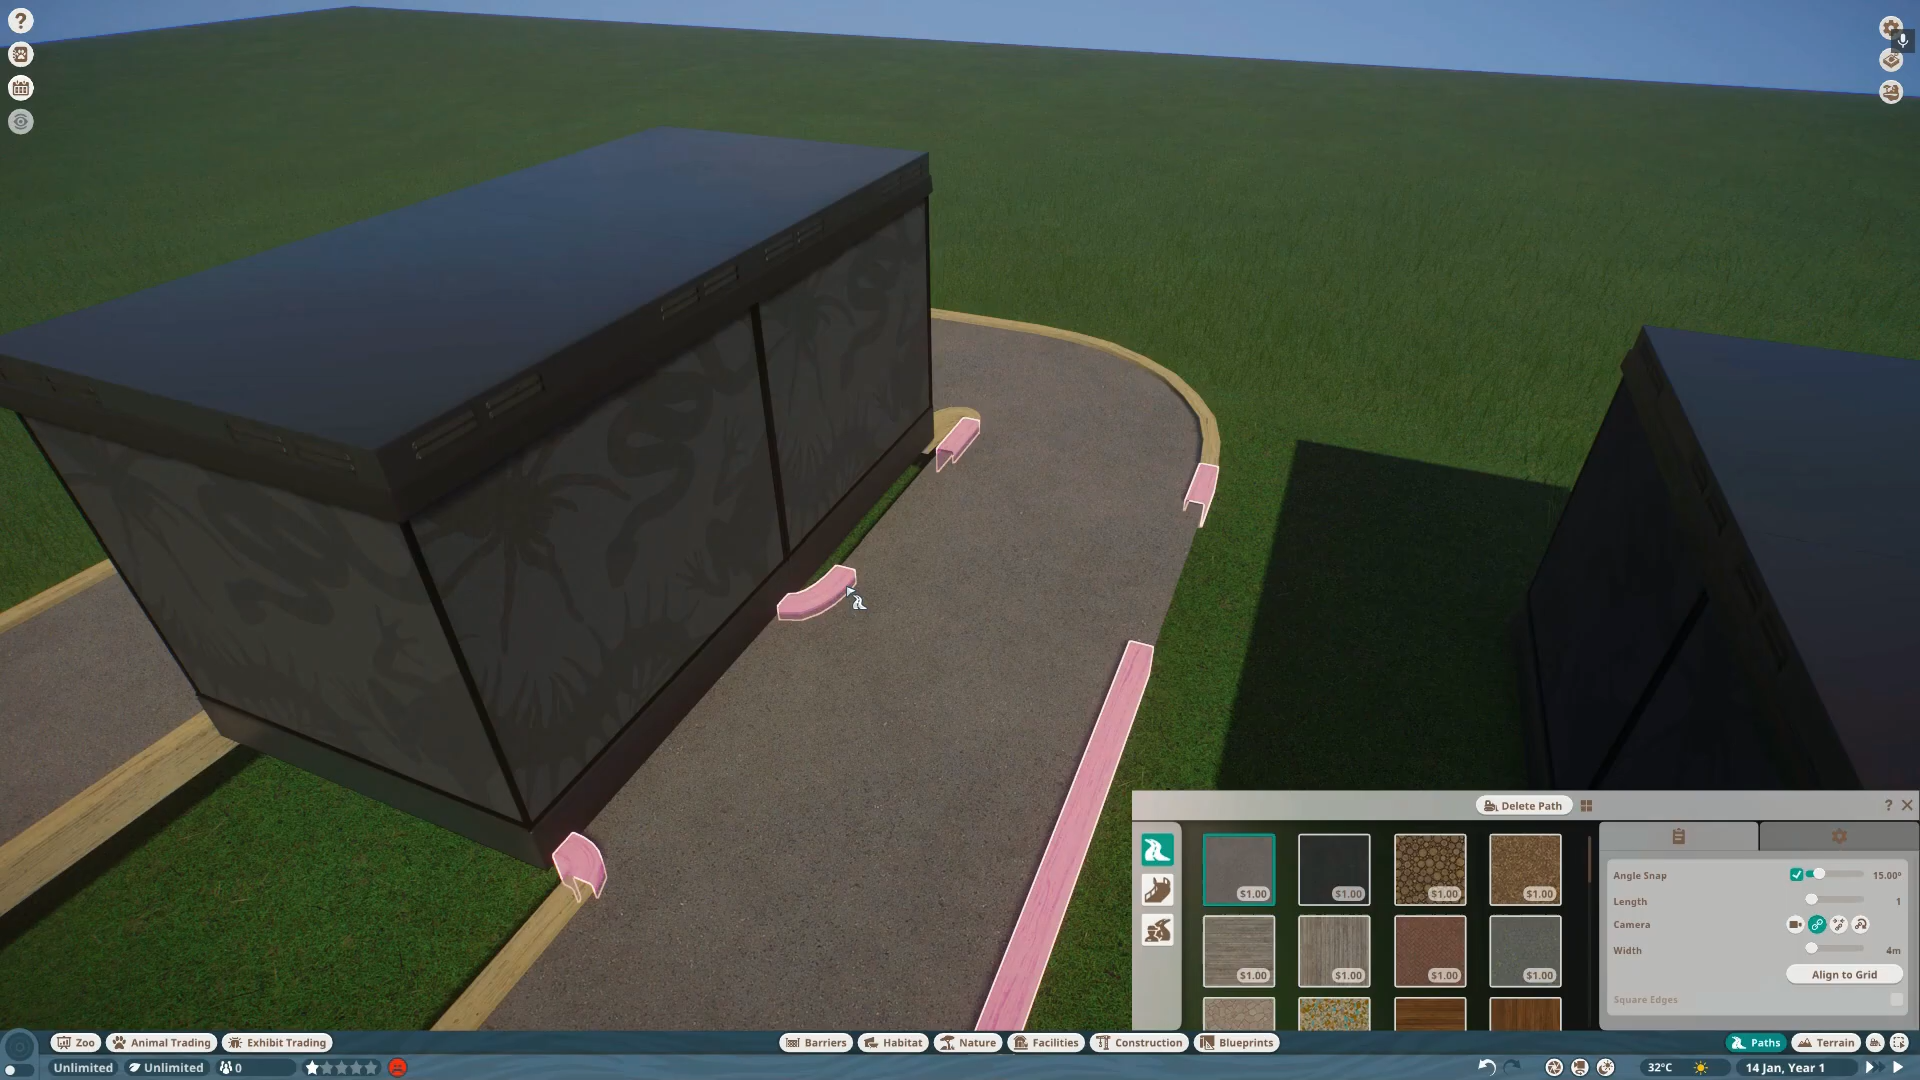 ?
Delete Path
?
$1.00
$1.00
$1.00
$1.00
Angle Snap
15.00°
Length
1
Camera
Width
4m
$1.00
$1.00
$1.00
$1.00
Align to Grid
Square Edges
Zoo
Animal Trading
Exhibit Trading
Barriers
Habitat
Nature
Facilities
Construction
Blueprints
Paths
Terrain
Unlimited
Unlimited
0
32°C
14 Jan, Year 1